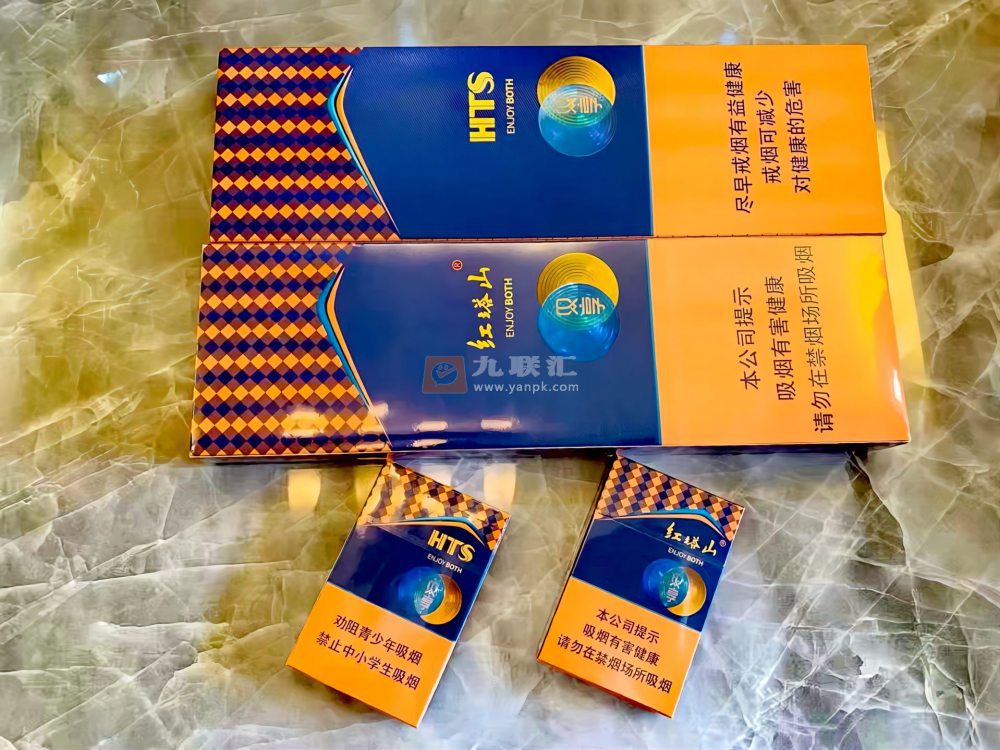 HTS
ENJOY BOTH
双享
尽早戒烟有益健康
戒烟可减少
对健康的危害
红塔山®
ENJOY BOTH
双享
本公司提示
吸烟有害健康
请勿在禁烟场所吸烟
九联汇
www.yanpk.com
HTS
ENJOY BOTH
双享
劝阻青少年吸烟
禁止中小学生吸烟
红塔山®
ENJOY BOTH
双享
本公司提示
吸烟有害健康
请勿在禁烟场所吸烟